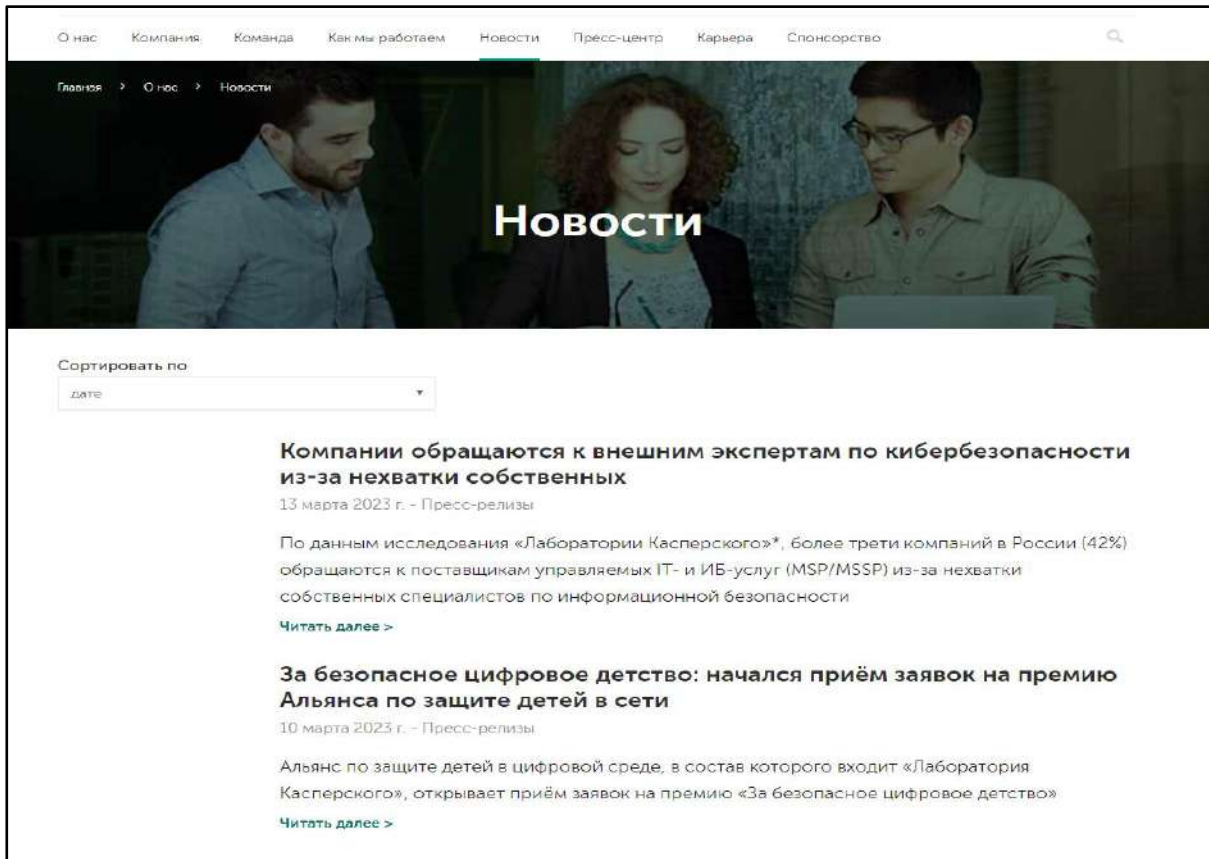 О нас Компания Команда Как мы работаем Новости Пресс-центр Карьера Спонсорство
Главная > О нас > Новости
Новости
Сортировать по
дате
Компании обращаются к внешним экспертам по кибербезопасности
из-за нехватки собственных
13 марта 2023 г. - Пресс-релизы
По данным исследования «Лаборатории Касперского»*, более трети компаний в России (42%)
обращаются к поставщикам управляемых IT- и ИБ-услуг (MSP/MSSP) из-за нехватки
собственных специалистов по информационной безопасности
Читать далее >
За безопасное цифровое детство: начался приём заявок на премию
Альянса по защите детей в сети
10 марта 2023 г. - Пресс-релизы
Альянс по защите детей в цифровой среде, в состав которого входит «Лаборатория
Касперского», открывает приём заявок на премию «За безопасное цифровое детство»
Читать далее >